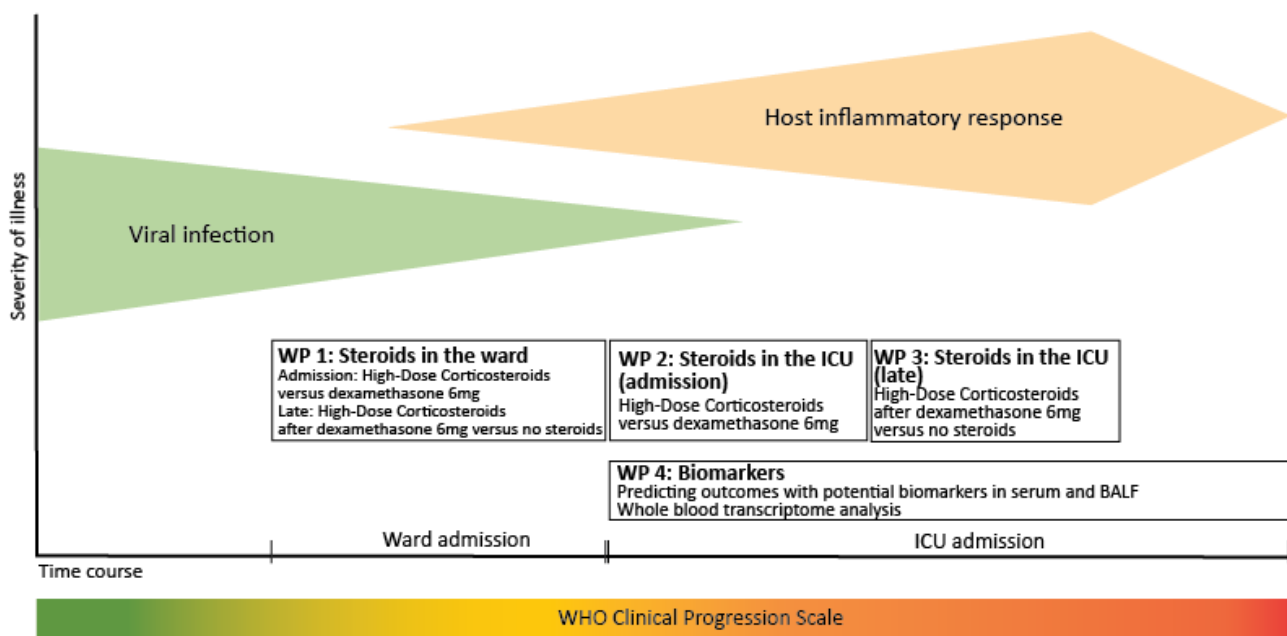 Host inflammatory response
Viral infection
Severity of illness
WP 1: Steroids in the ward
Admission: High-Dose Corticosteroids
versus dexamethasone 6mg
Late: High-Dose Corticosteroids
after dexamethasone 6mg versus no steroids
WP 2: Steroids in the ICU
(admission)
High-Dose Corticosteroids
versus dexamethasone 6mg
WP 3: Steroids in the ICU
(late)
High-Dose Corticosteroids
after dexamethasone 6mg
versus no steroids
WP 4: Biomarkers
Predicting outcomes with potential biomarkers in serum and BALF
Whole blood transcriptome analysis
Ward admission
ICU admission
Time course
WHO Clinical Progression Scale